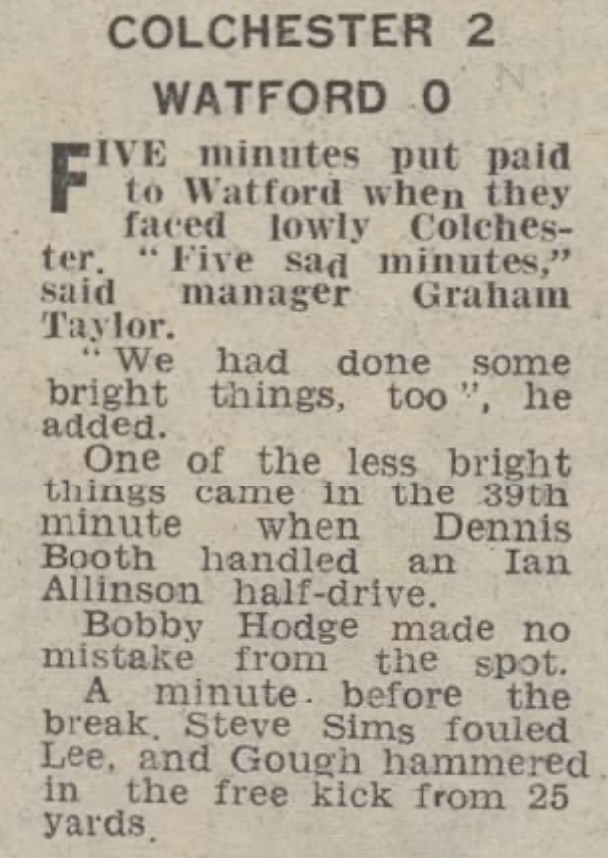 COLCHESTER 2
WATFORD 0
FIVE minutes put paid
to Watford when they
faced lowly Colches-
ter. "Five sad minutes,"
said manager Graham
Taylor.
"We had done some
bright things, too", he
added.
One of the less bright
things came in the 39th
minute when Dennis
Booth handled an Ian
Allinson half-drive.
Bobby Hodge made no
mistake from the spot.
A minute before the
break, Steve Sims fouled
Lee, and Gough hammered
in the free kick from 25
yards.